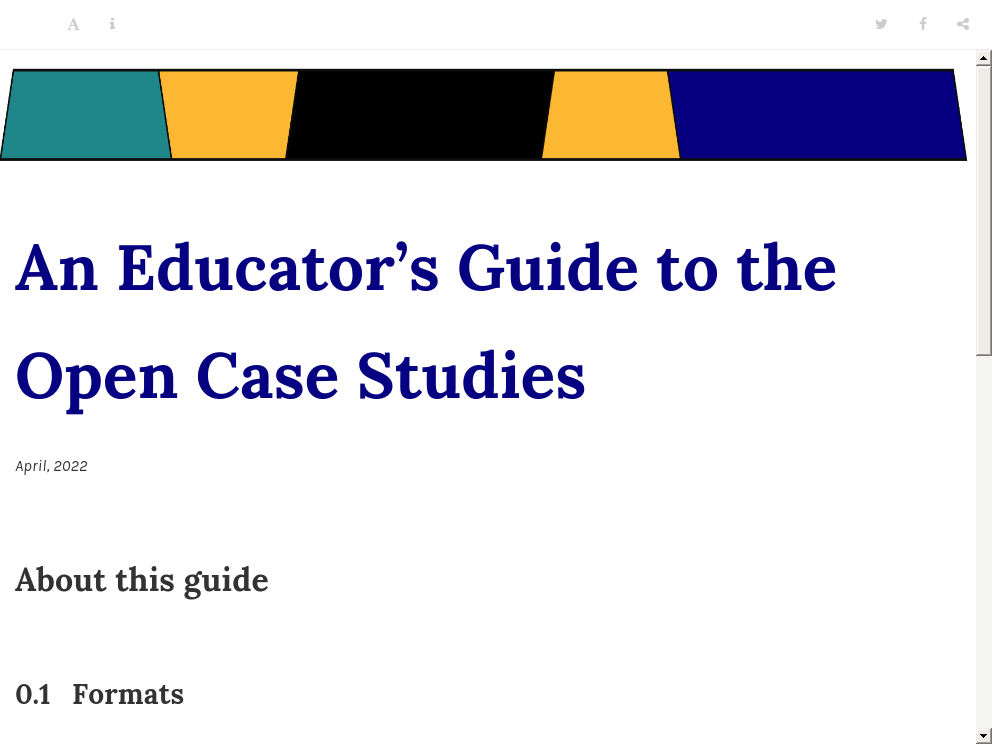 An Educator’s Guide to the
Open Case Studies
April, 2022
About this guide
0.1 Formats